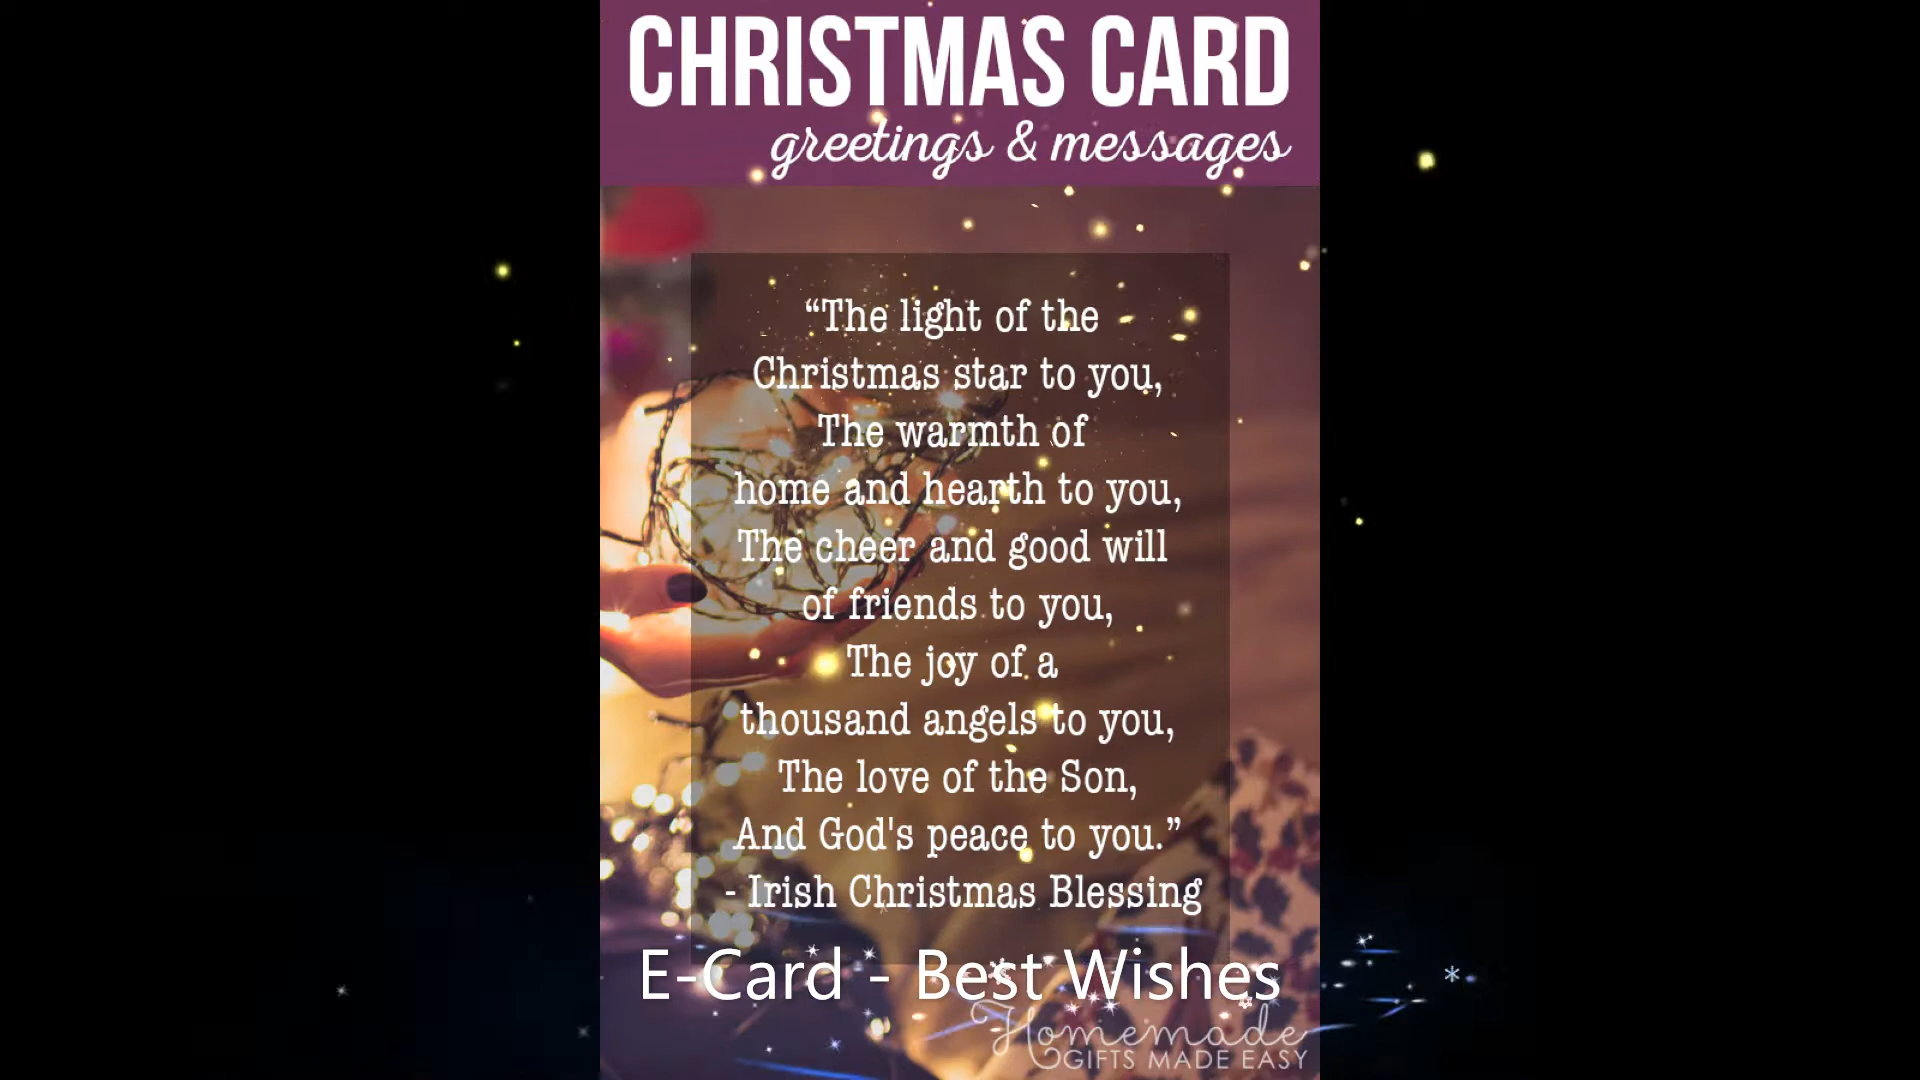 CHRISTMAS CARD
greetings & messages
“The light of the
Christmas star to you,
The warmth of
home and hearth to you,
The cheer and good will
of friends to you,
The joy of a
thousand angels to you,
The love of the Son,
And God's peace to you.”
- Irish Christmas Blessing
E-Card - Best Wishes
Homemade
GIFTS MADE EASY